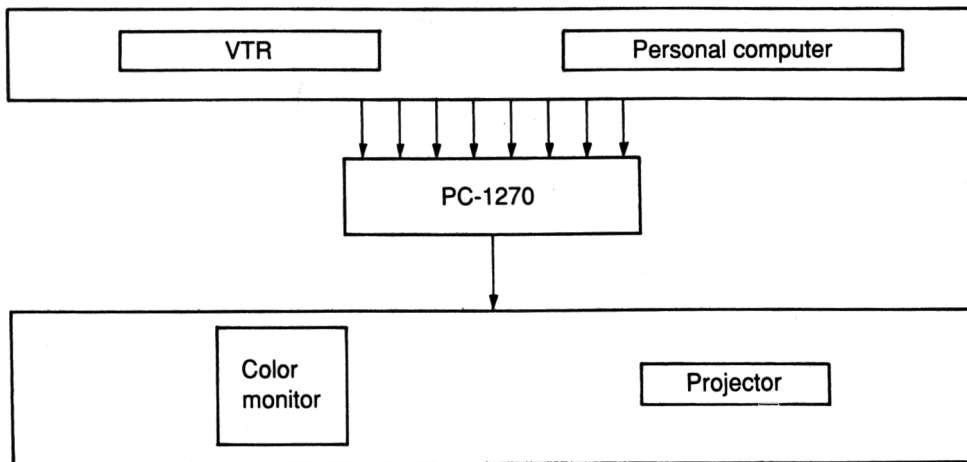 VTR
Personal computer
PC-1270
Color
monitor
Projector